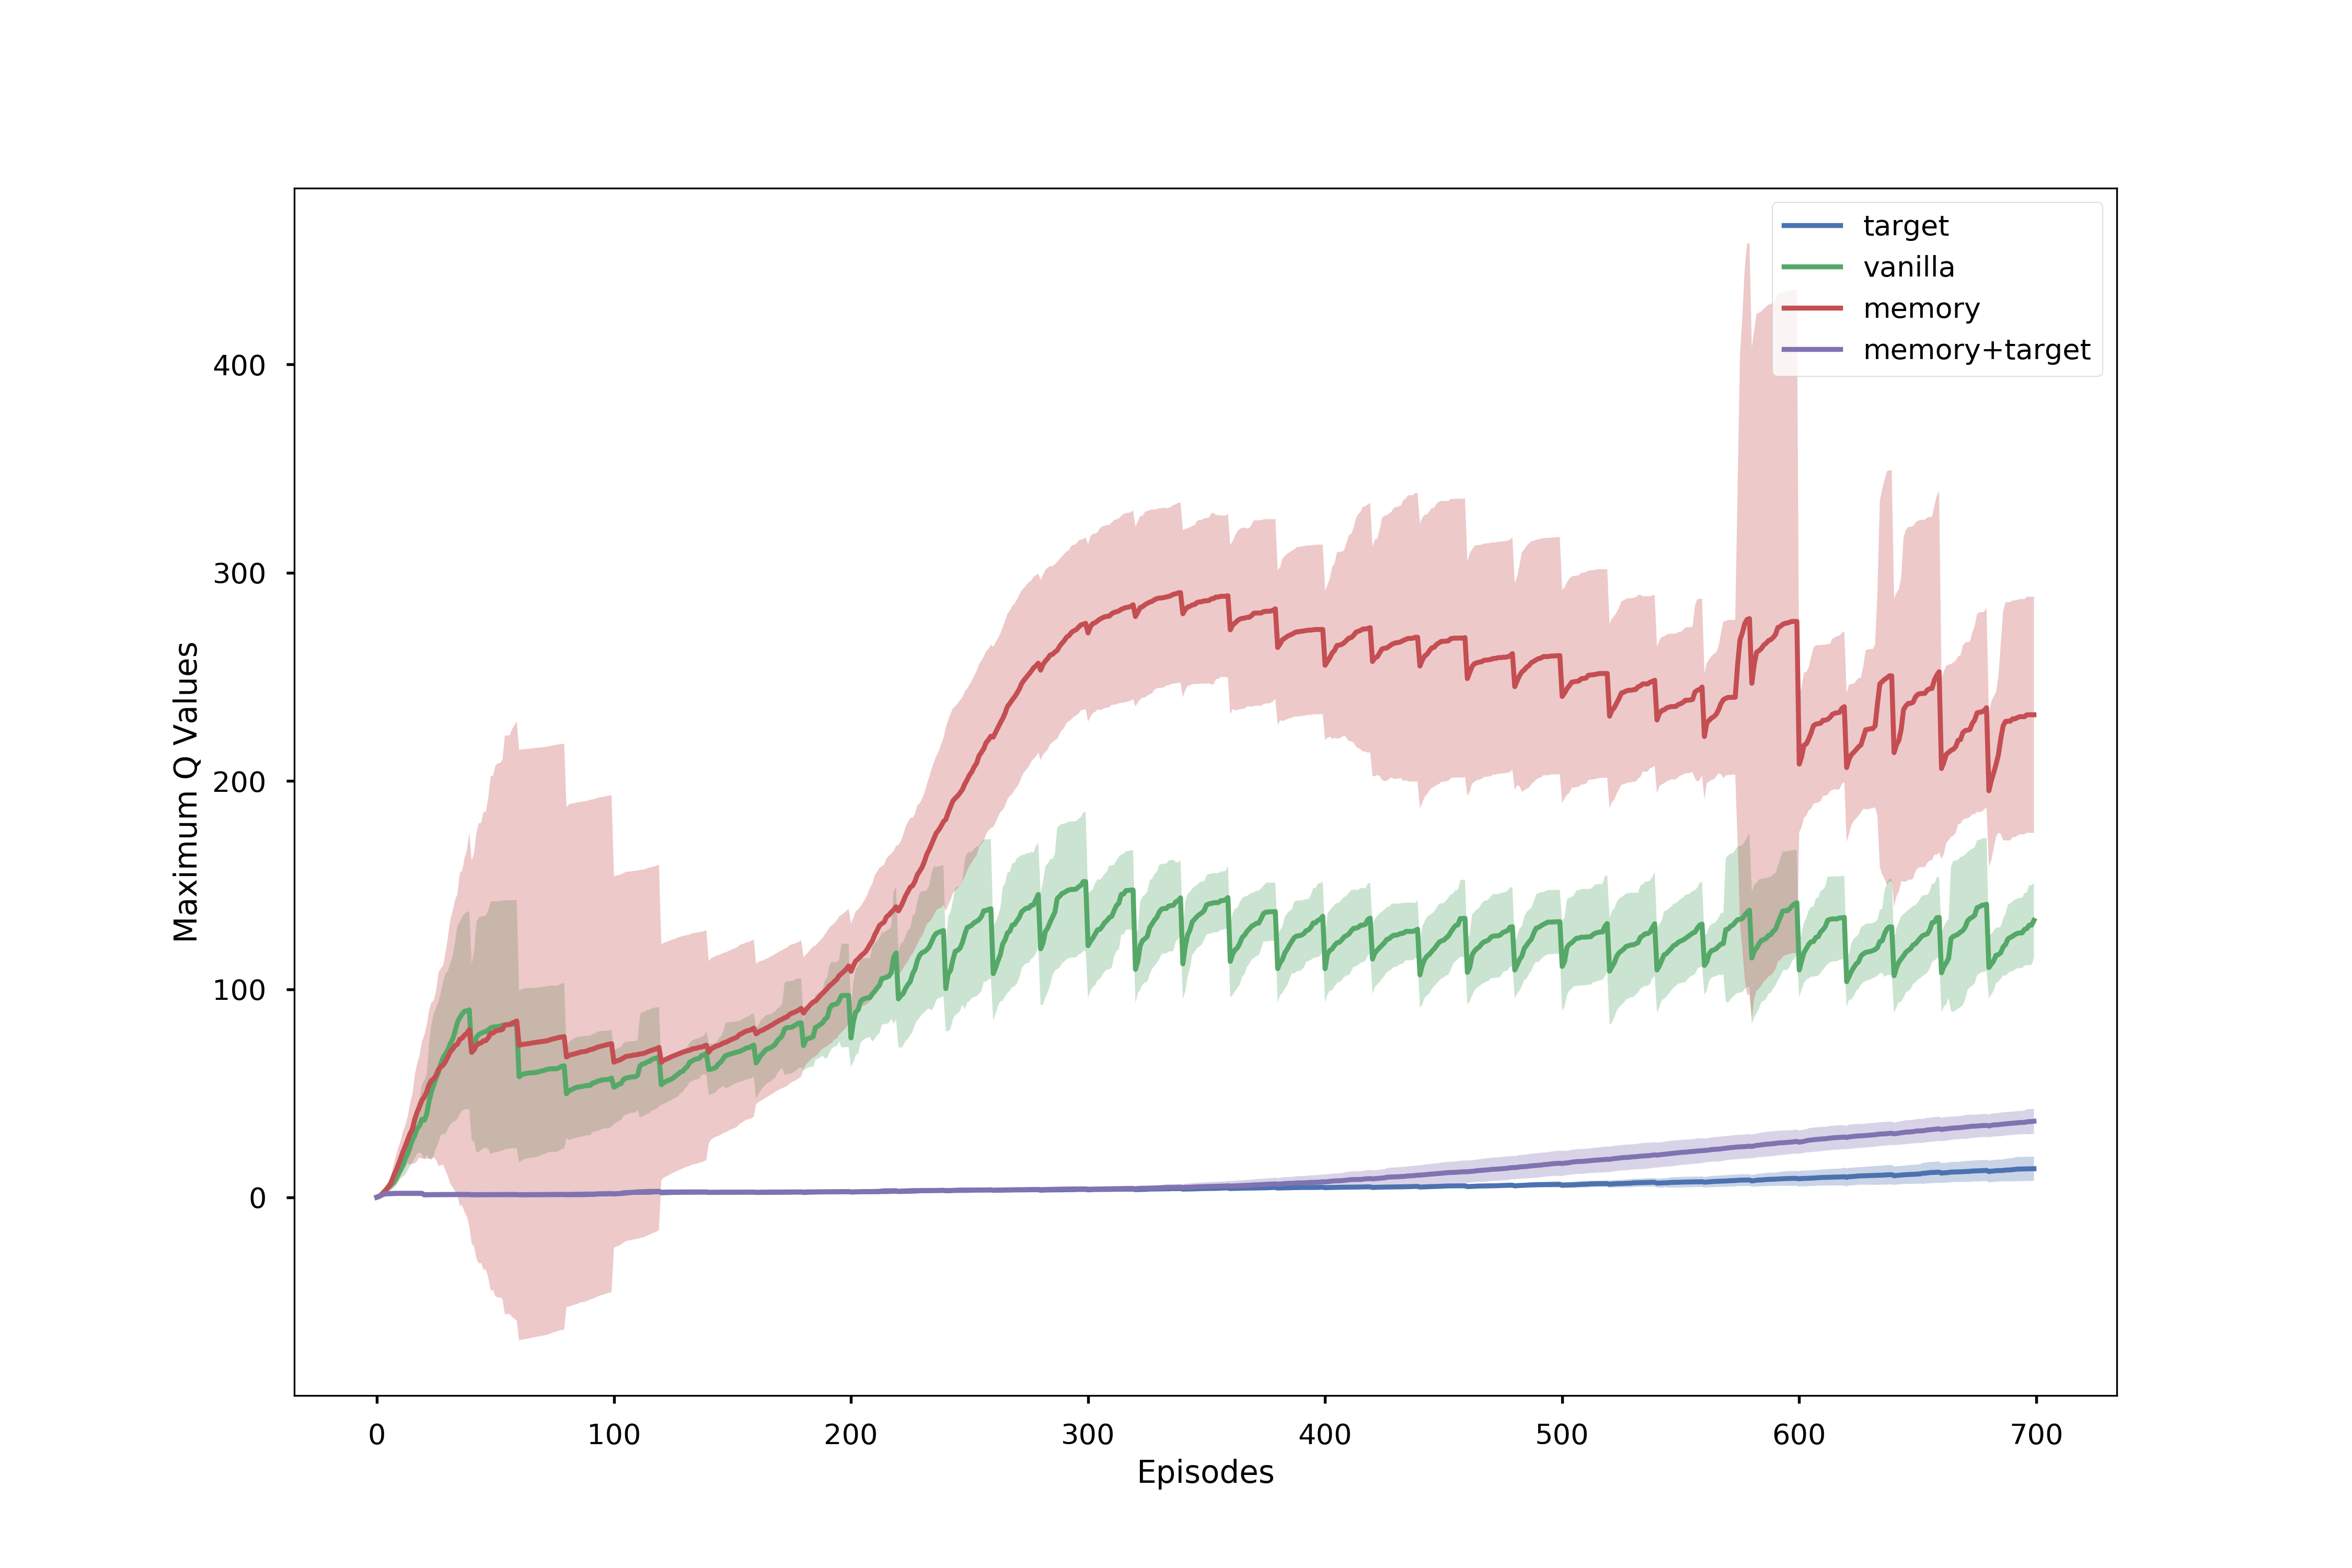 target
vanilla
memory
memory+target
Maximum Q Values
400
300
200
100
0
0 100 200 300 400 500 600 700
Episodes